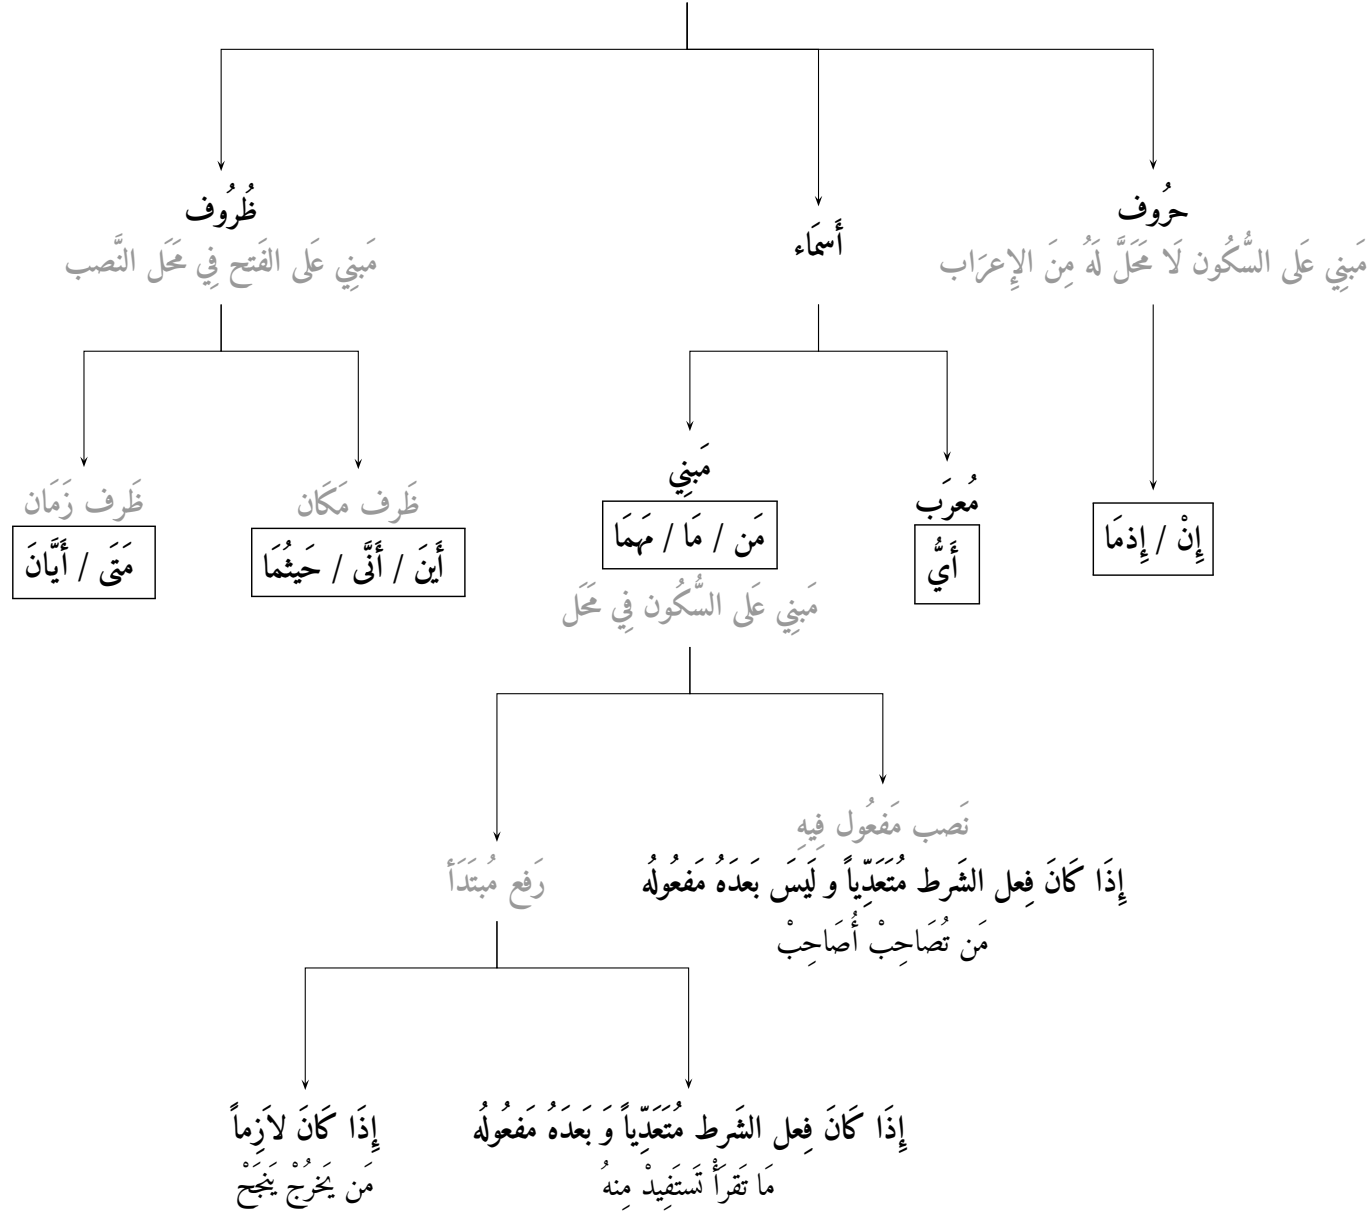 حُرُوف
مَبنِي عَلَى السُّكُون لَا مَحَلَّ لَهُ مِنَ الإِعرَاب
إِنْ / إِذمَا
أَسمَاء
مُعرَب
أَيُّ
مَبنِي
مَن / مَا / مَهمَا
مَبنِي عَلَى السُّكُون فِي مَحَل
نَصب مَفعُول فِيهِ
إِذَا كَانَ فِعل الشَرط مُتَعَدِّياً و لَيسَ بَعدَهُ مَفعُولُه
مَن تُصَاحِبْ أُصَاحِبْ
رَفع مُبتَدَأ
إِذَا كَانَ فِعل الشَرط مُتَعَدِّياً وَ بَعدَهُ مَفعُولُه
مَا تَقرَأْ تَستَفِيدْ مِنهُ
إِذَا كَانَ لاَزِماً
مَن يَخرُجْ يَنجَحْ
ظُرُوف
مَبنِي عَلى الفَتح فِي مَحَل النَّصب
ظَرف مَكَان
أَينَ / أَنَّى / حَيثُمَا
ظَرف زَمَان
مَتَى / أَيَّانَ